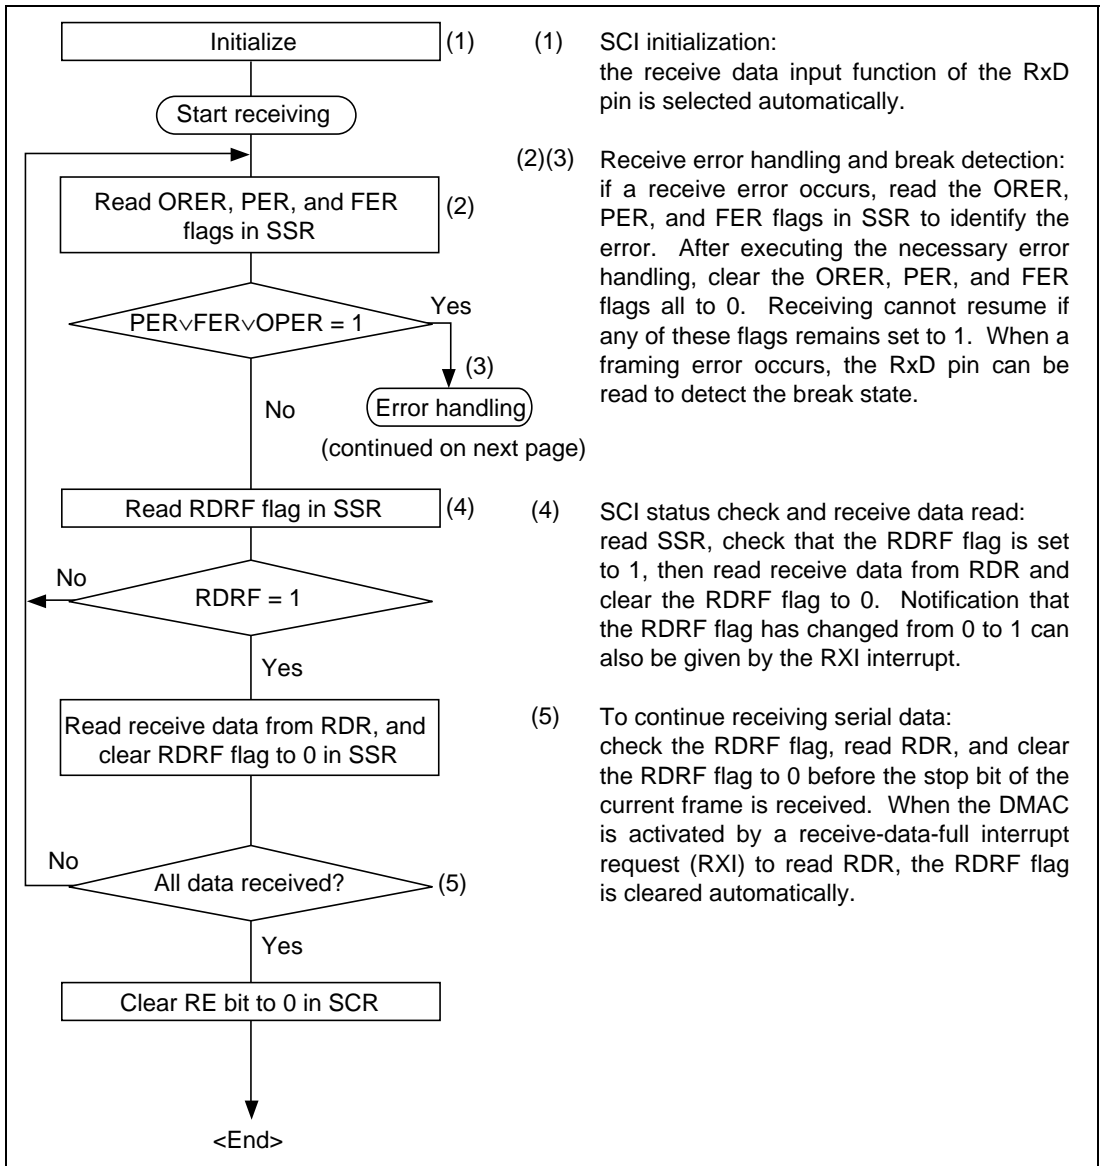 Initialize (1)
Start receiving
Read ORER, PER, and FER
flags in SSR
(2)
PER∨FER∨OPER = 1
Yes
(3)
No
Error handling
(continued on next page)
Read RDRF flag in SSR (4)
No
RDRF = 1
Yes
Read receive data from RDR, and
clear RDRF flag to 0 in SSR
No
All data received? (5)
Yes
Clear RE bit to 0 in SCR
<End>
(1) SCI initialization:
the receive data input function of the RxD
pin is selected automatically.
(2)(3) Receive error handling and break detection:
if a receive error occurs, read the ORER,
PER, and FER flags in SSR to identify the
error. After executing the necessary error
handling, clear the ORER, PER, and FER
flags all to 0. Receiving cannot resume if
any of these flags remains set to 1. When a
framing error occurs, the RxD pin can be
read to detect the break state.
(4) SCI status check and receive data read:
read SSR, check that the RDRF flag is set
to 1, then read receive data from RDR and
clear the RDRF flag to 0. Notification that
the RDRF flag has changed from 0 to 1 can
also be given by the RXI interrupt.
(5) To continue receiving serial data:
check the RDRF flag, read RDR, and clear
the RDRF flag to 0 before the stop bit of the
current frame is received. When the DMAC
is activated by a receive-data-full interrupt
request (RXI) to read RDR, the RDRF flag
is cleared automatically.